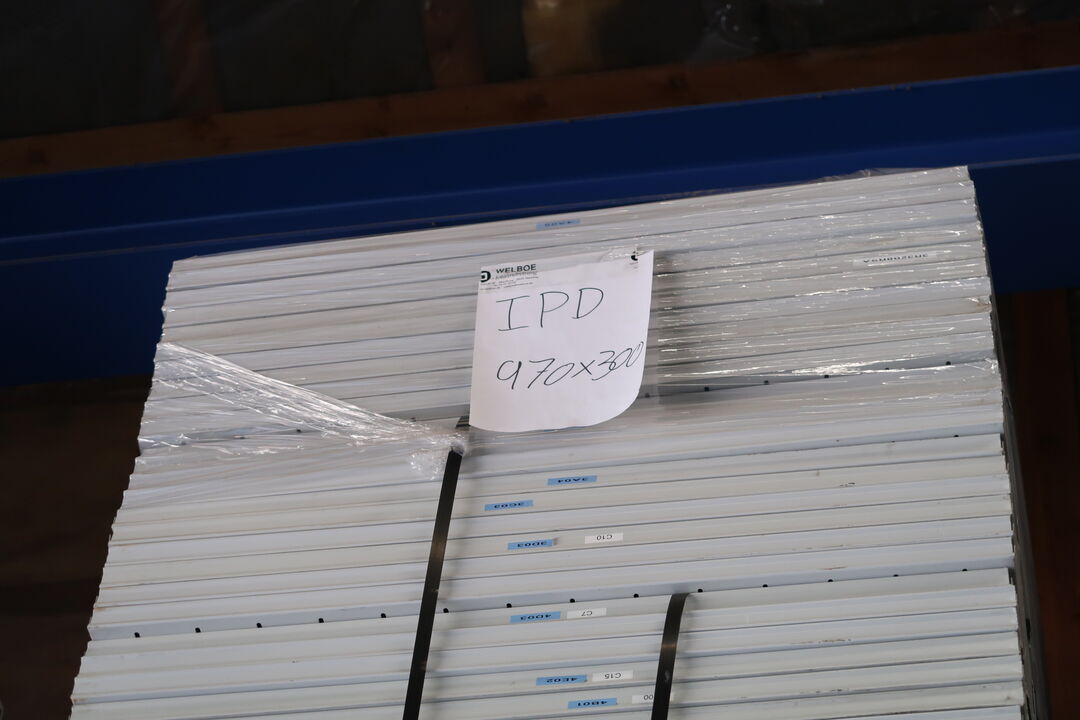 WELBOE
IPD
970x300
3A04
3C03
3D03 C10
4D03 C7
4E02 C15
4B01